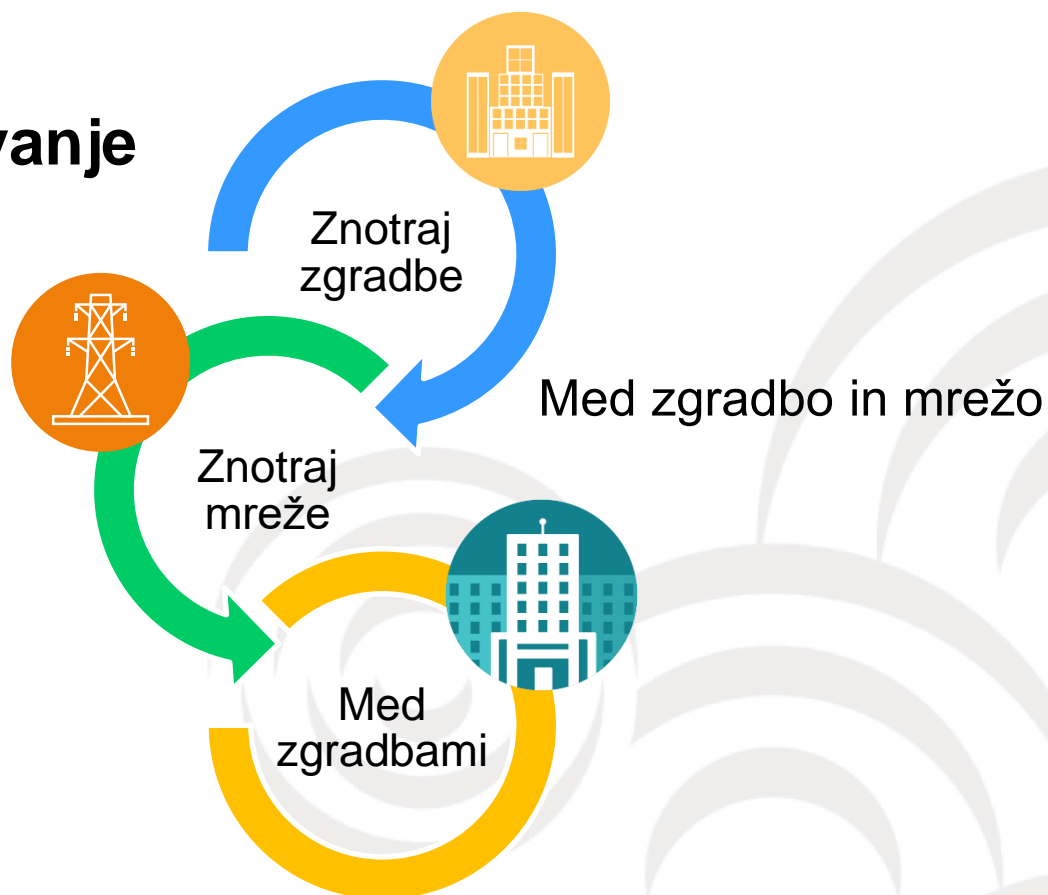 vanje
Znotraj
zgradbe
Med zgradbo in mrežo
Znotraj
mreže
Med
zgradbami